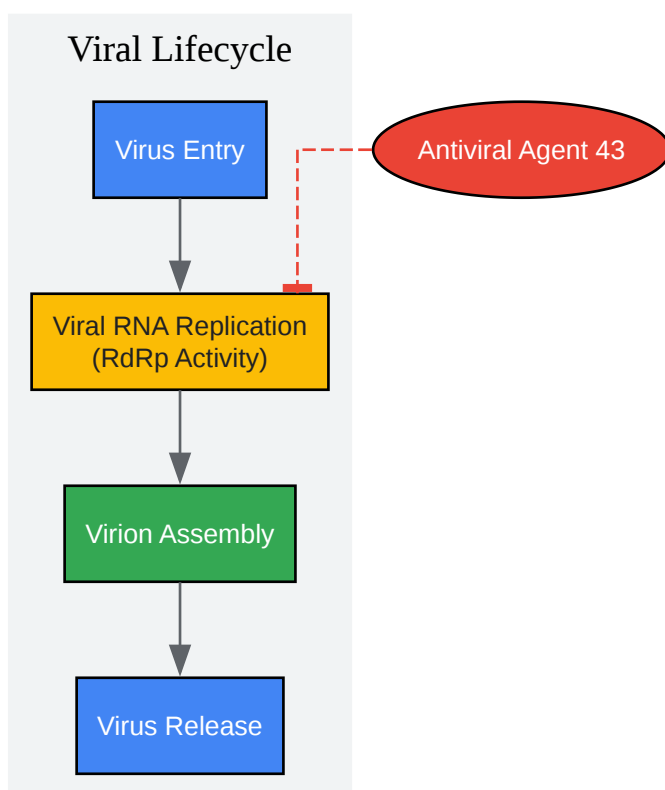 Viral Lifecycle
Virus Entry
Antiviral Agent 43
Viral RNA Replication
(RdRp Activity)
Virion Assembly
Virus Release